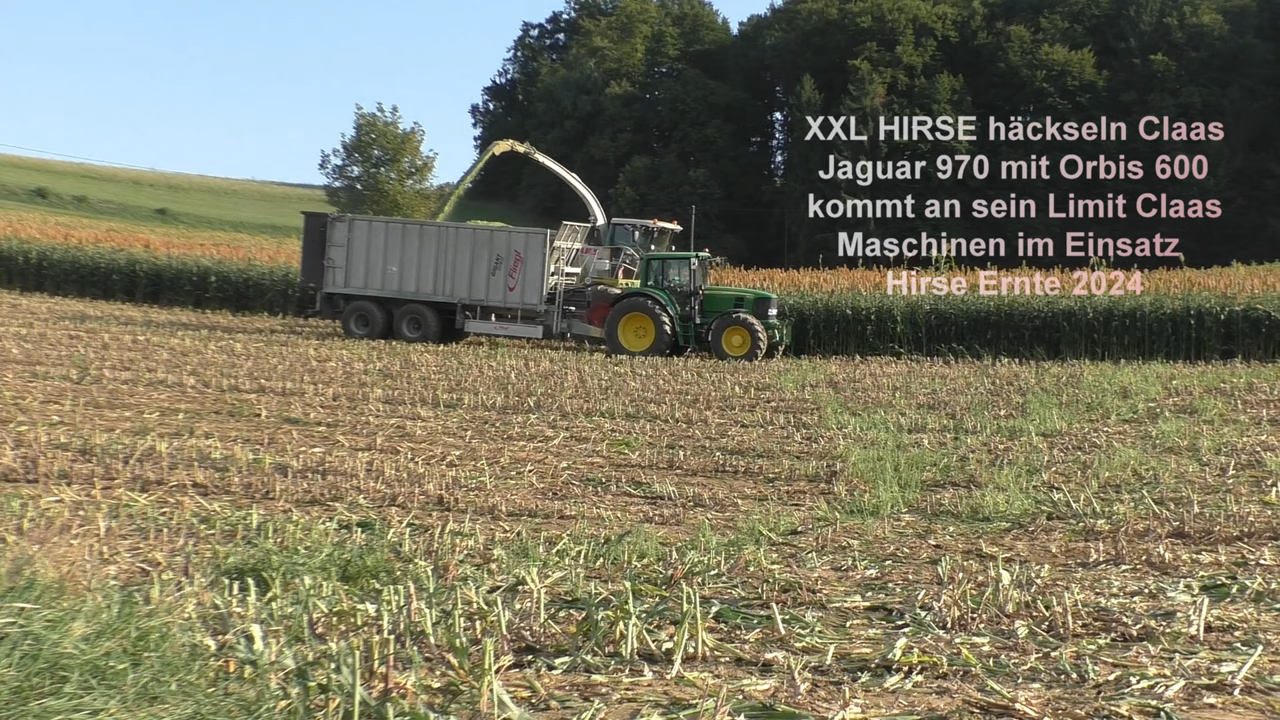 XXL HIRSE häckseln Claas
Jaguar 970 mit Orbis 600
kommt an sein Limit Claas
Maschinen im Einsatz
Hirse Ernte 2024
Fliegl